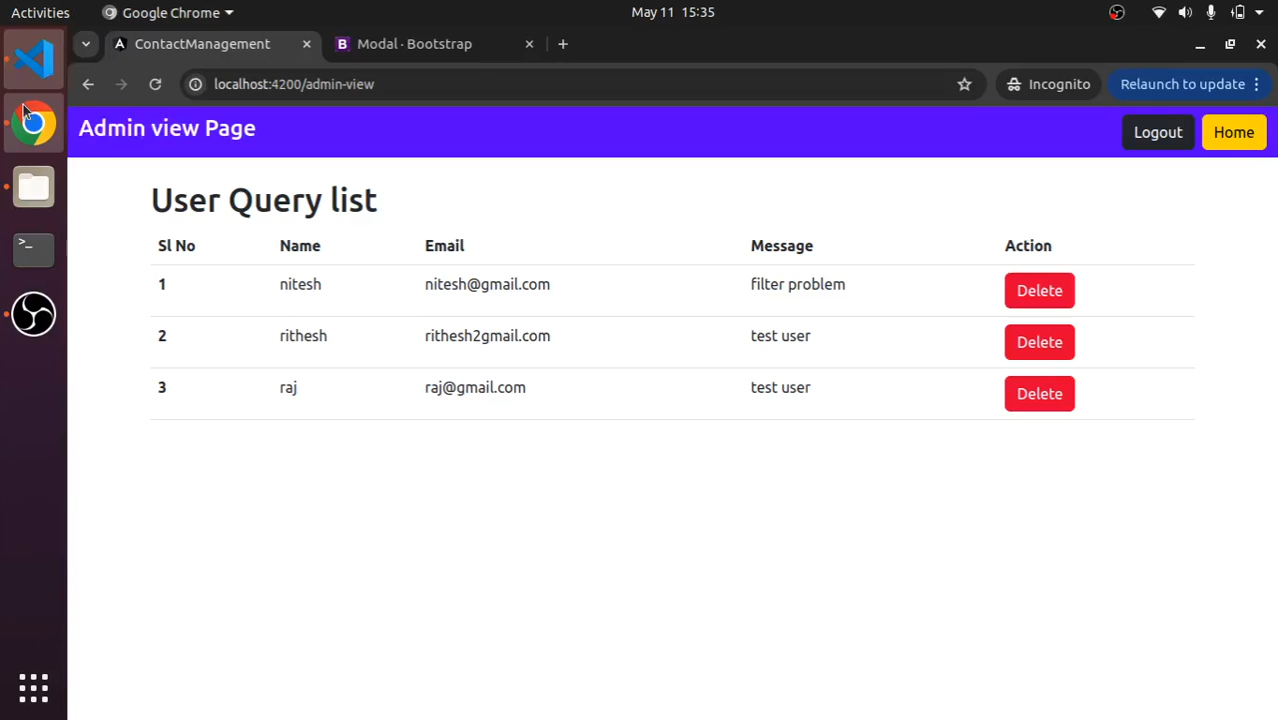 Activities Google Chrome May 11 15:35
ContactManagement B Modal · Bootstrap
localhost:4200/admin-view Incognito Relaunch to update
Admin view Page Logout Home
User Query list
Sl No Name Email Message Action
1 nitesh nitesh@gmail.com filter problem Delete
2 rithesh rithesh2gmail.com test user Delete
3 raj raj@gmail.com test user Delete